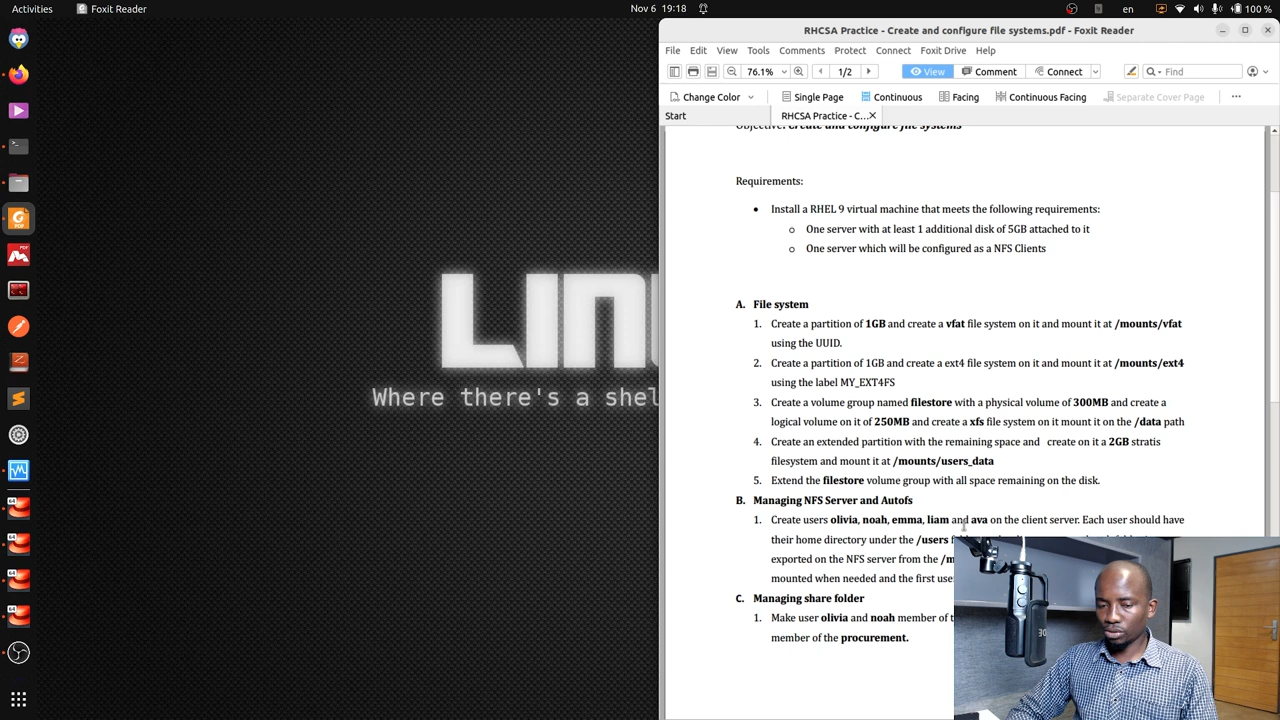 Activities
Foxit Reader
Nov 6 19:18
100 %
RHCSA Practice - Create and configure file systems.pdf - Foxit Reader
File Edit View Tools Comments Protect Connect Foxit Drive Help
76.1% 1/2 View Comment Connect Find
Change Color Single Page Continuous Facing Continuous Facing Separate Cover Page ...
Start RHCSA Practice - C...
Objective: Create and configure file systems
Requirements:
• Install a RHEL 9 virtual machine that meets the following requirements:
o One server with at least 1 additional disk of 5GB attached to it
o One server which will be configured as a NFS Clients
A. File system
1. Create a partition of 1GB and create a vfat file system on it and mount it at /mounts/vfat
using the UUID.
2. Create a partition of 1GB and create a ext4 file system on it and mount it at /mounts/ext4
using the label MY_EXT4FS
3. Create a volume group named filestore with a physical volume of 300MB and create a
logical volume on it of 250MB and create a xfs file system on it mount it on the /data path
4. Create an extended partition with the remaining space and create on it a 2GB stratis
filesystem and mount it at /mounts/users_data
5. Extend the filestore volume group with all space remaining on the disk.
B. Managing NFS Server and Autofs
1. Create users olivia, noah, emma, liam and ava on the client server. Each user should have
their home directory under the /users
exported on the NFS server from the
mounted when needed and the first
C. Managing share folder
1. Make user olivia and noah member of
member of the procurement.
LIN
Where there's a shel